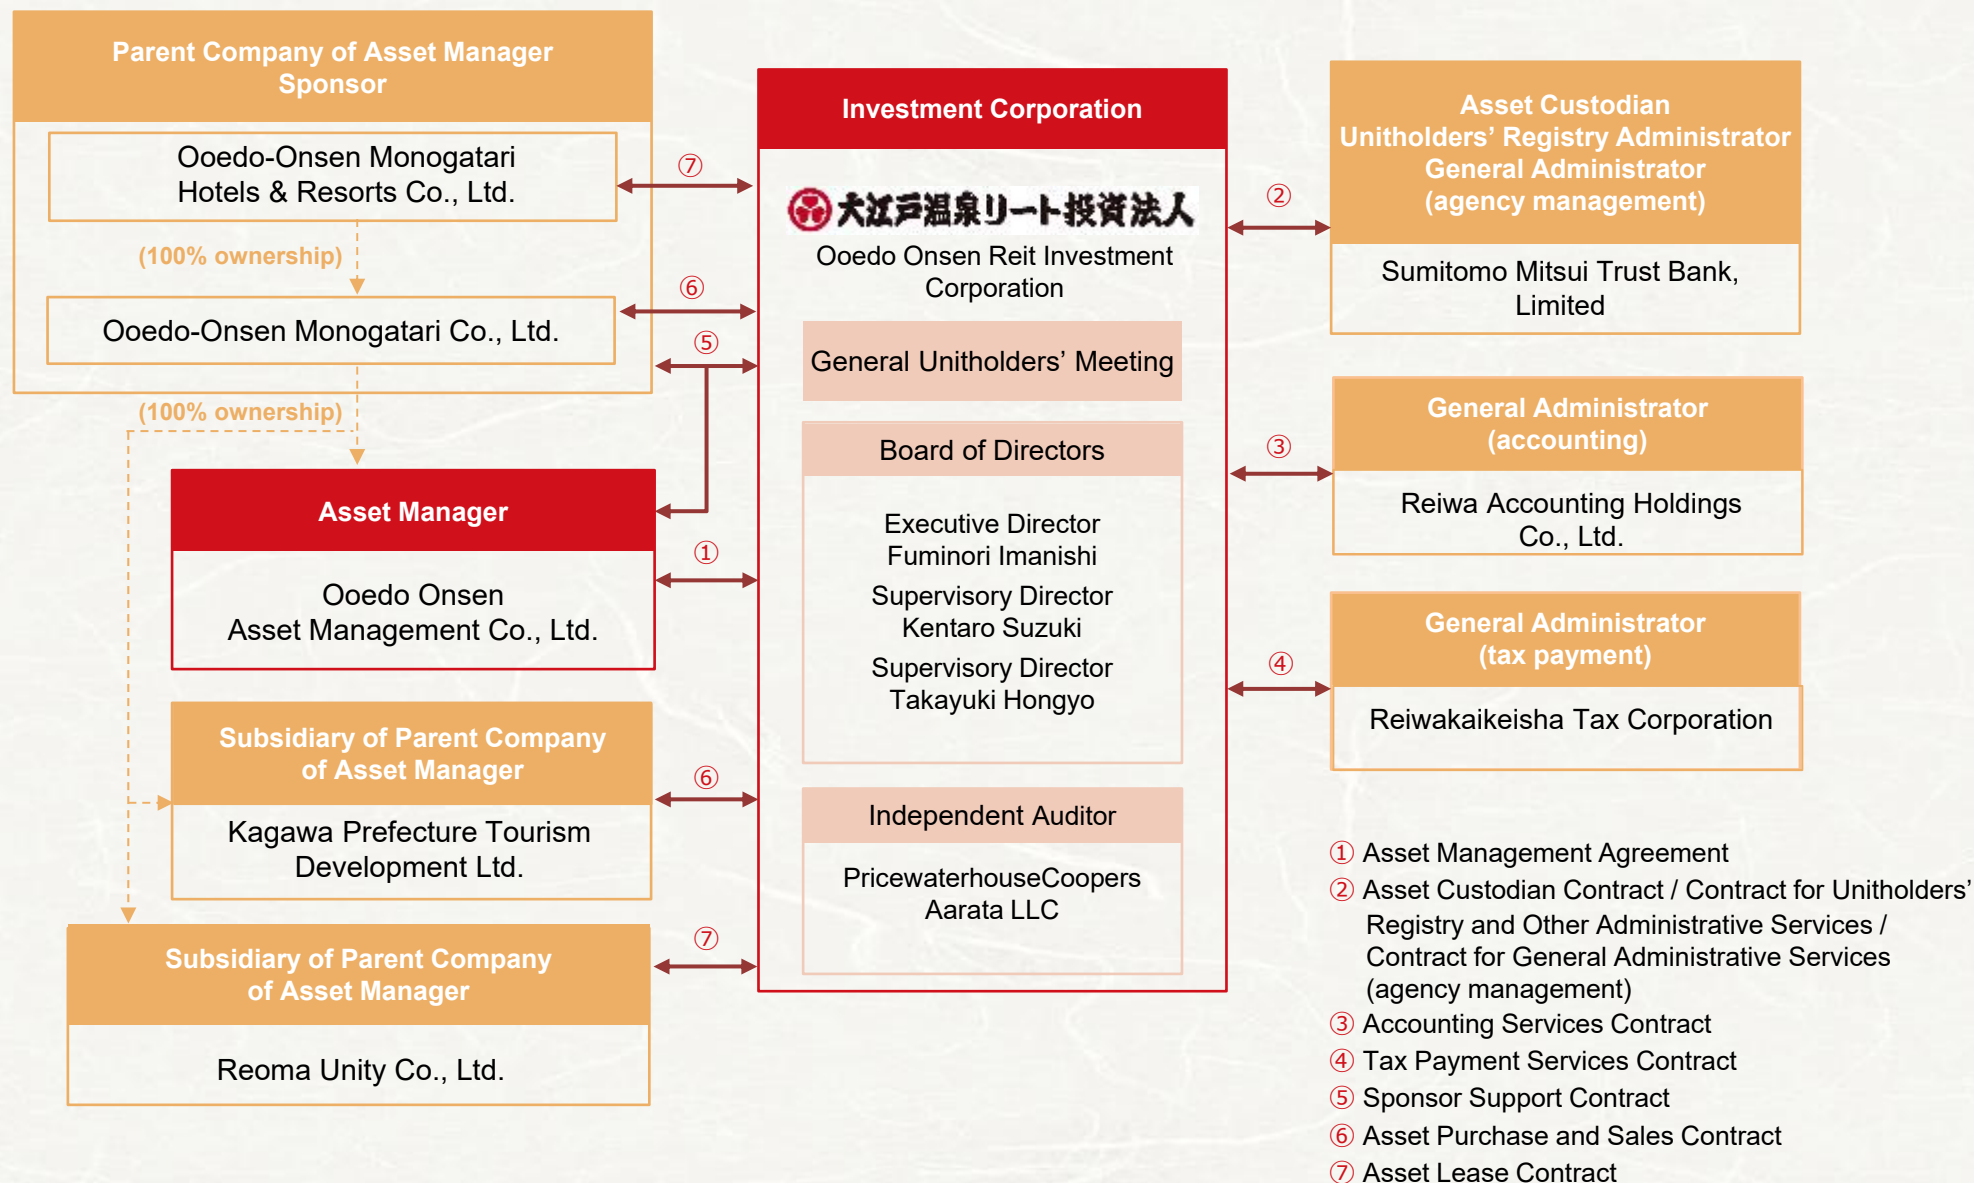 Parent Company of Asset Manager
Sponsor
Ooedo-Onsen Monogatari
Hotels & Resorts Co., Ltd.
(100% ownership)
Ooedo-Onsen Monogatari Co., Ltd.
(100% ownership)
Asset Manager
Ooedo Onsen
Asset Management Co., Ltd.
Subsidiary of Parent Company
of Asset Manager
Kagawa Prefecture Tourism
Development Ltd.
Subsidiary of Parent Company
of Asset Manager
Reoma Unity Co., Ltd.
⑦
⑥
⑤
①
⑥
⑦
Investment Corporation
大江戸温泉リート投資法人
Ooedo Onsen Reit Investment
Corporation
General Unitholders’ Meeting
Board of Directors
Executive Director
Fuminori Imanishi
Supervisory Director
Kentaro Suzuki
Supervisory Director
Takayuki Hongyo
Independent Auditor
PricewaterhouseCoopers
Aarata LLC
②
③
④
Asset Custodian
Unitholders’ Registry Administrator
General Administrator
(agency management)
Sumitomo Mitsui Trust Bank,
Limited
General Administrator
(accounting)
Reiwa Accounting Holdings
Co., Ltd.
General Administrator
(tax payment)
Reiwakaikeisha Tax Corporation
① Asset Management Agreement
② Asset Custodian Contract / Contract for Unitholders’
Registry and Other Administrative Services /
Contract for General Administrative Services
(agency management)
③ Accounting Services Contract
④ Tax Payment Services Contract
⑤ Sponsor Support Contract
⑥ Asset Purchase and Sales Contract
⑦ Asset Lease Contract